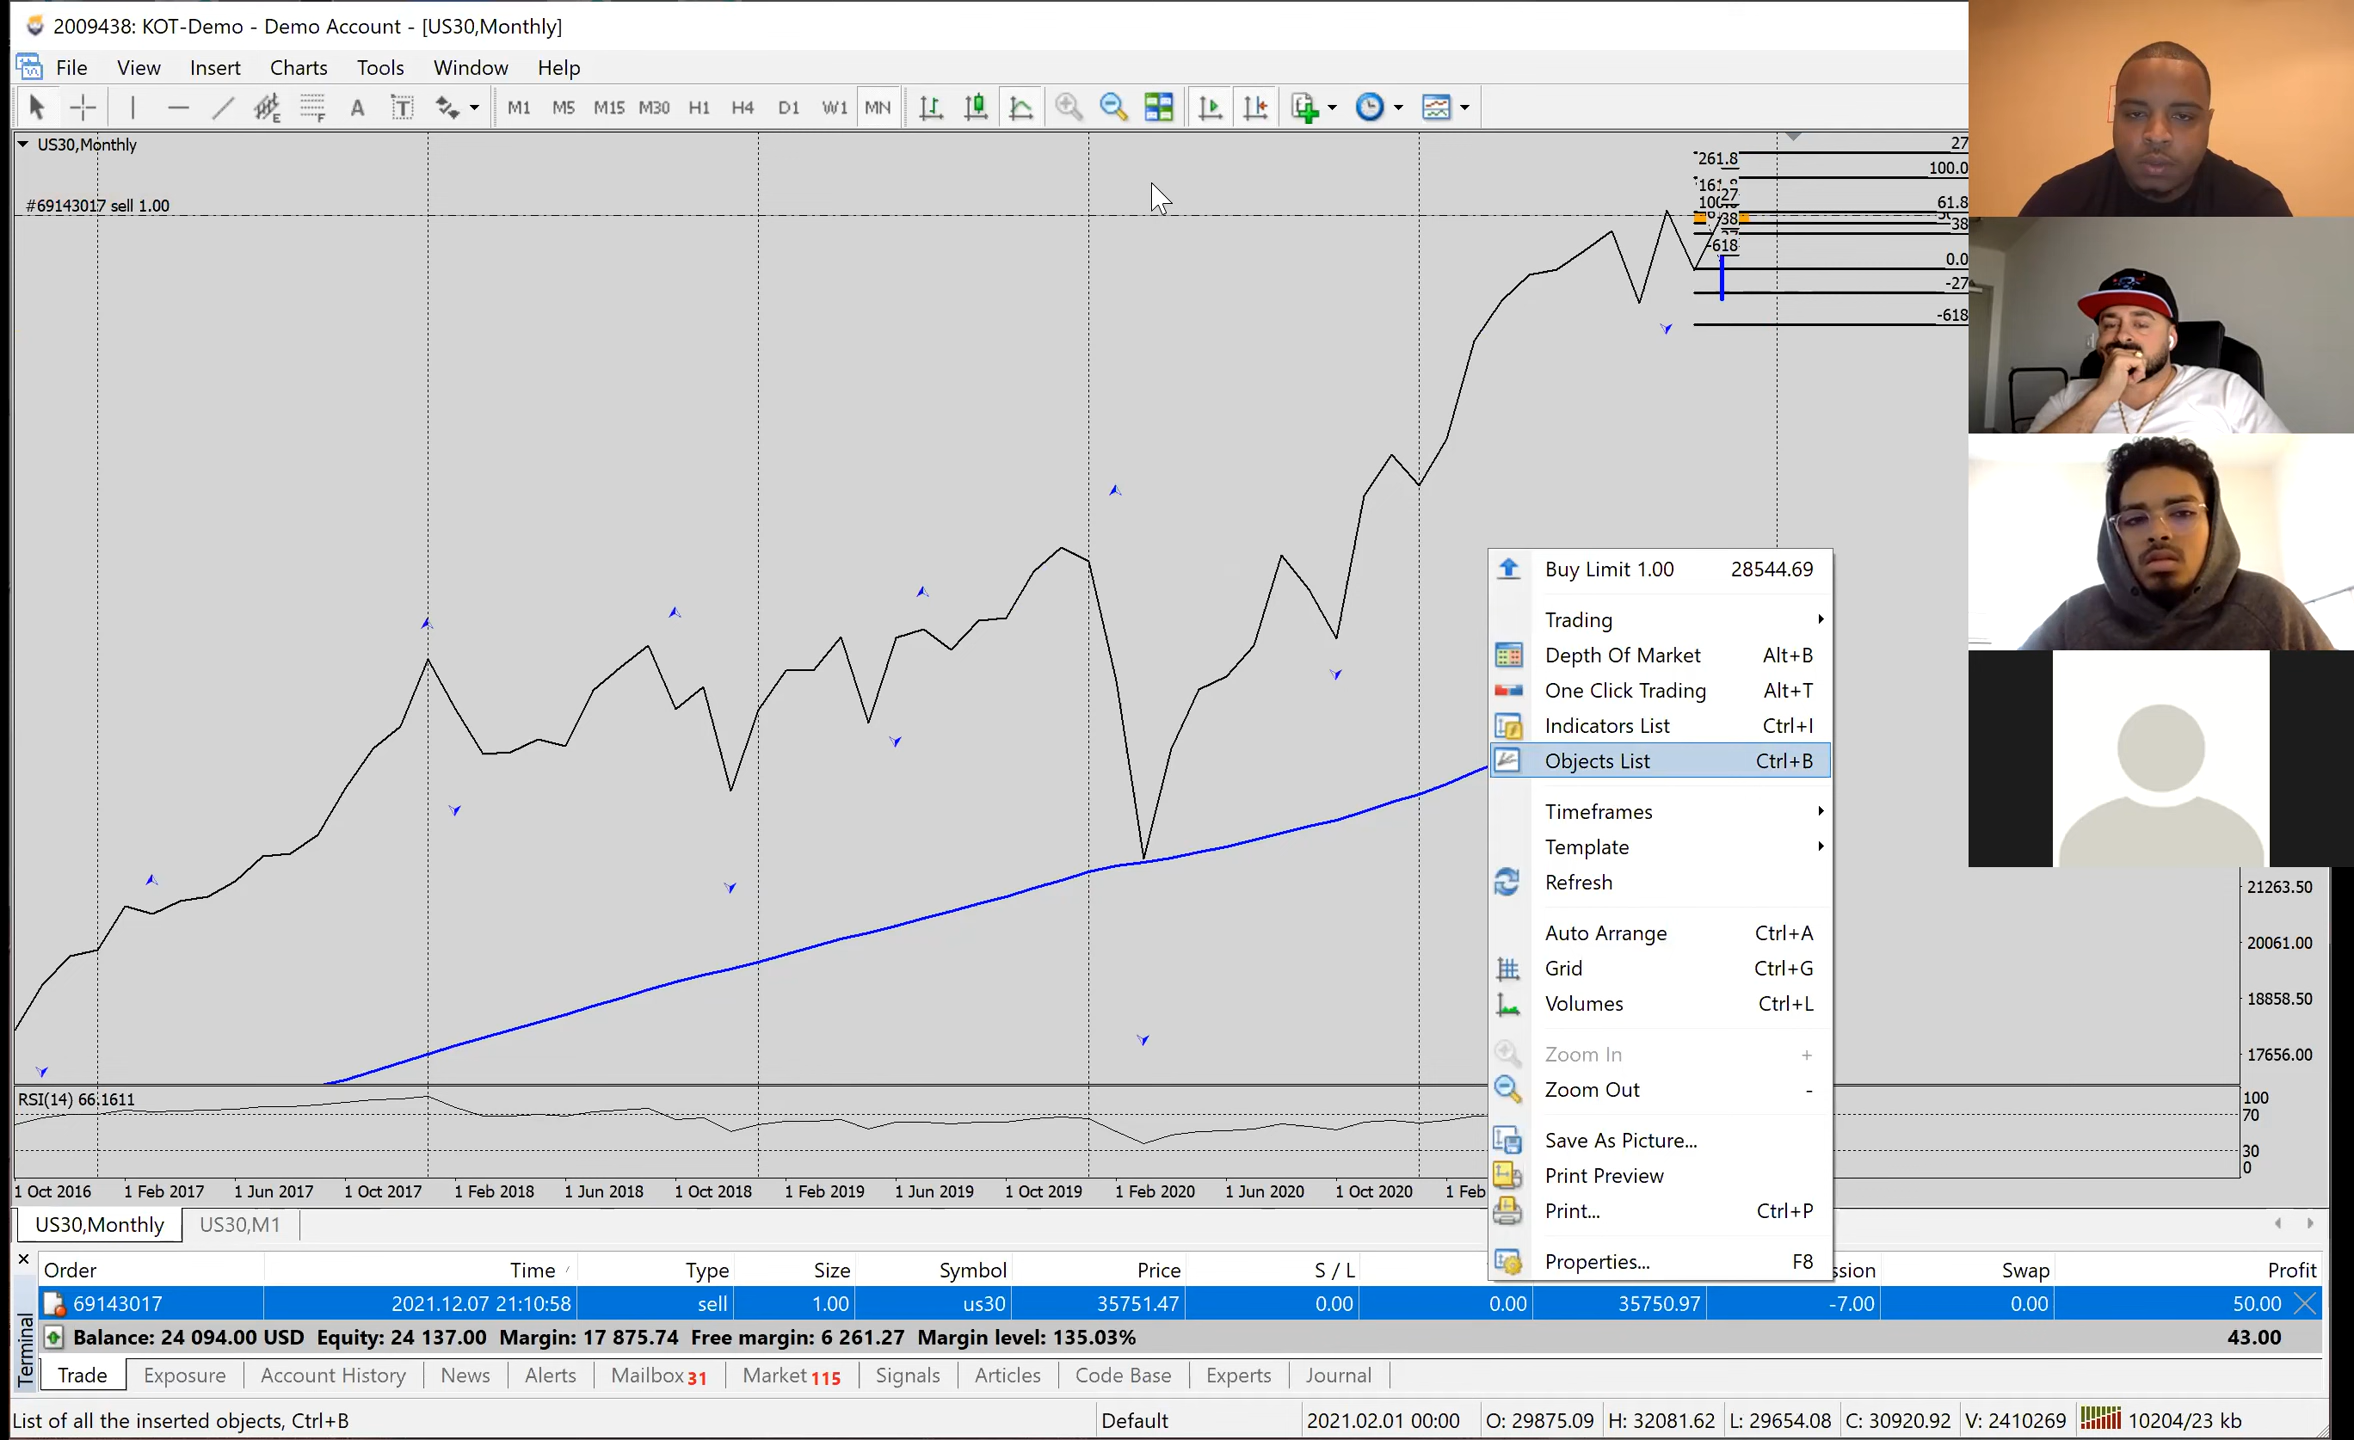 2009438: KOT-Demo - Demo Account - [US30,Monthly]
File View Insert Charts Tools Window Help
A T M1 M5 M15 M30 H1 H4 D1 W1 MN
US30,Monthly
#69143017 sell 1.00
261.8
27
100.0
27
61.8
38
38
-618
0.0
-27
-618
Buy Limit 1.00 28544.69
Trading
Depth Of Market Alt+B
One Click Trading Alt+T
Indicators List Ctrl+I
Objects List Ctrl+B
Timeframes
Template
Refresh
Auto Arrange Ctrl+A
Grid Ctrl+G
Volumes Ctrl+L
Zoom In +
Zoom Out -
Save As Picture...
Print Preview
Print... Ctrl+P
Properties... F8
21263.50
20061.00
18858.50
17656.00
RSI(14) 66.1611
100
70
30
0
1 Oct 2016 1 Feb 2017 1 Jun 2017 1 Oct 2017 1 Feb 2018 1 Jun 2018 1 Oct 2018 1 Feb 2019 1 Jun 2019 1 Oct 2019 1 Feb 2020 1 Jun 2020 1 Oct 2020 1 Feb
US30,Monthly US30,M1
Order Time Type Size Symbol Price S / L ssion Swap Profit
69143017 2021.12.07 21:10:58 sell 1.00 us30 35751.47 0.00 0.00 35750.97 -7.00 0.00 50.00
Balance: 24 094.00 USD Equity: 24 137.00 Margin: 17 875.74 Free margin: 6 261.27 Margin level: 135.03% 43.00
Terminal
Trade Exposure Account History News Alerts Mailbox 31 Market 115 Signals Articles Code Base Experts Journal
List of all the inserted objects, Ctrl+B Default 2021.02.01 00:00 O: 29875.09 H: 32081.62 L: 29654.08 C: 30920.92 V: 2410269 10204/23 kb